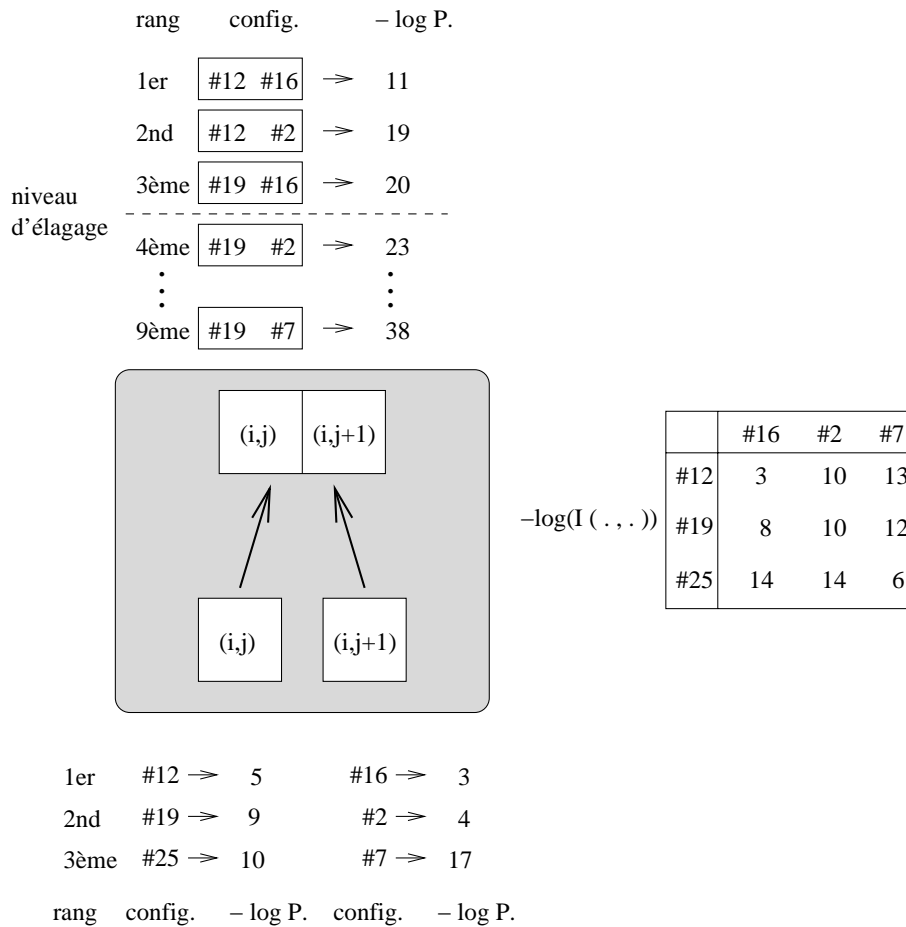 rang config. – log P.
1er #12 #16 → 11
2nd #12 #2 → 19
3ème #19 #16 → 20
niveau
d'élagage
4ème #19 #2 → 23
9ème #19 #7 → 38
(i,j) (i,j+1)
(i,j) (i,j+1)
–log(I ( . , . ))
#16 #2 #7
#12 3 10 13
#19 8 10 12
#25 14 14 6
1er #12 → 5 #16 → 3
2nd #19 → 9 #2 → 4
3ème #25 → 10 #7 → 17
rang config. – log P. config. – log P.